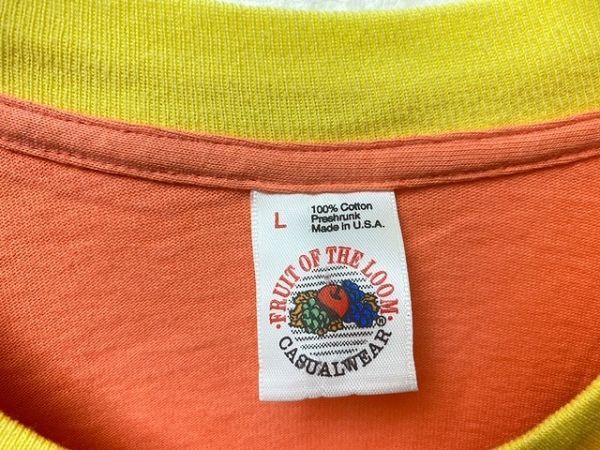 L
100% Cotton
Preshrunk
Made in U.S.A.
·FRUIT OF THE LOOM·
CASUALWEAR®